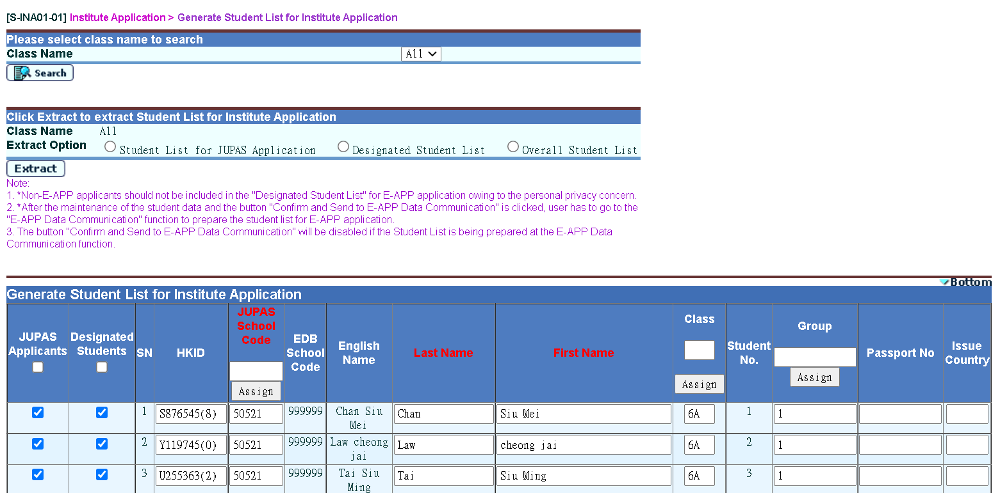 [S-INA01-01] Institute Application > Generate Student List for Institute Application
Please select class name to search
Class Name All
Search
Click Extract to extract Student List for Institute Application
Class Name All
Extract Option Student List for JUPAS Application Designated Student List Overall Student List
Extract
Note:
1. *Non-E-APP applicants should not be included in the "Designated Student List" for E-APP application owing to the personal privacy concern.
2. *After the maintenance of the student data and the button "Confirm and Send to E-APP Data Communication" is clicked, user has to go to the
"E-APP Data Communication" function to prepare the student list for E-APP application.
3. The button "Confirm and Send to E-APP Data Communication" will be disabled if the Student List is being prepared at the E-APP Data
Communication function.
Bottom
Generate Student List for Institute Application
JUPAS
Applicants
Designated
Students
SN
HKID
JUPAS
School
Code
Assign
EDB
School
Code
English
Name
Last Name
First Name
Class
Assign
Student
No.
Group
Assign
Passport No
Issue
Country
1 S876545(8) 50521 999999 Chan Siu Chan Siu Mei 6A 1 1
Mei
2 Y119745(0) 50521 999999 Law cheong Law cheong jai 6A 2 1
jai
3 U255363(2) 50521 999999 Tai Siu Tai Siu Ming 6A 3 1
Ming